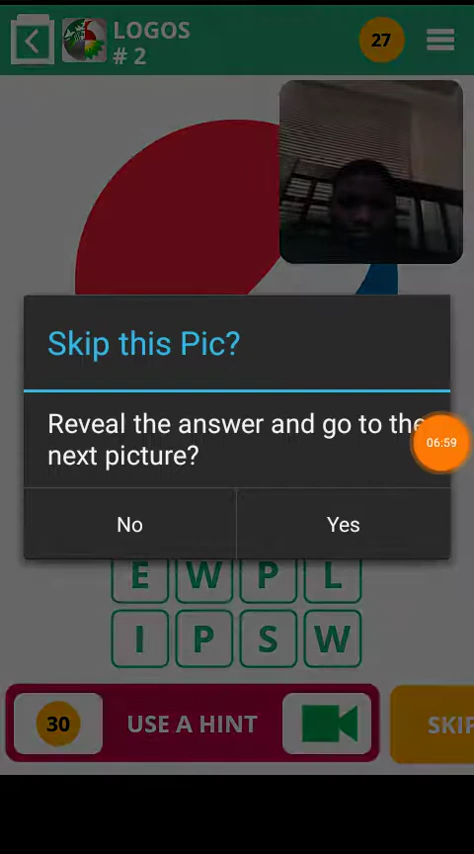 LOGOS
# 2
27
Skip this Pic?
Reveal the answer and go to the
next picture?
06:59
No
Yes
E W P L
I P S W
30
USE A HINT
SKIP